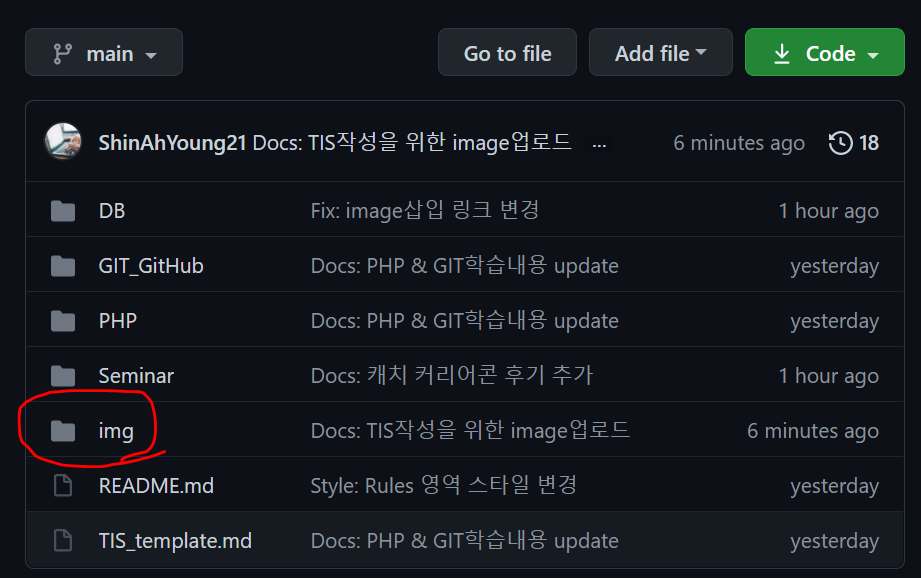 main Go to file Add file Code
ShinAhYoung21 Docs: TIS작성을 위한 image업로드 ... 6 minutes ago 18
DB Fix: image삽입 링크 변경 1 hour ago
GIT_GitHub Docs: PHP & GIT학습내용 update yesterday
PHP Docs: PHP & GIT학습내용 update yesterday
Seminar Docs: 캐치 커리어콘 후기 추가 1 hour ago
img Docs: TIS작성을 위한 image업로드 6 minutes ago
README.md Style: Rules 영역 스타일 변경 yesterday
TIS_template.md Docs: PHP & GIT학습내용 update yesterday